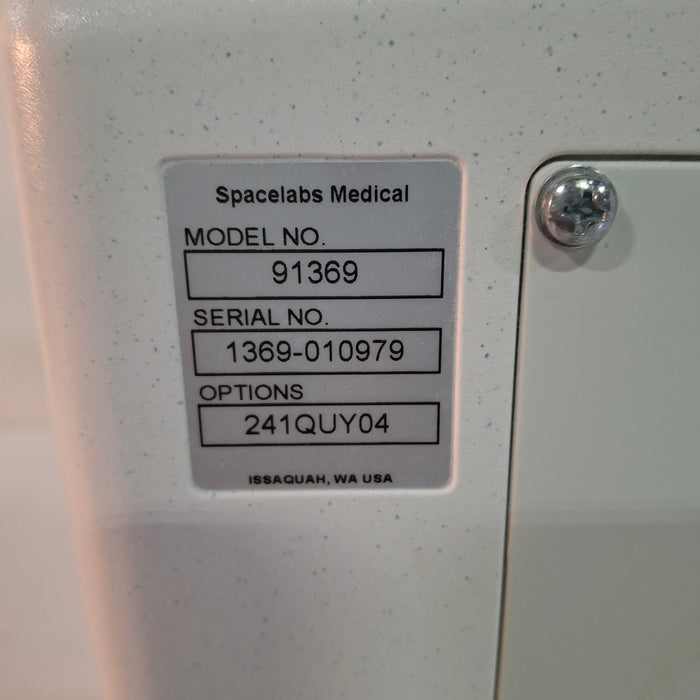 Spacelabs Medical
MODEL NO.
91369
SERIAL NO.
1369-010979
OPTIONS
241QUY04
ISSAQUAH, WA USA